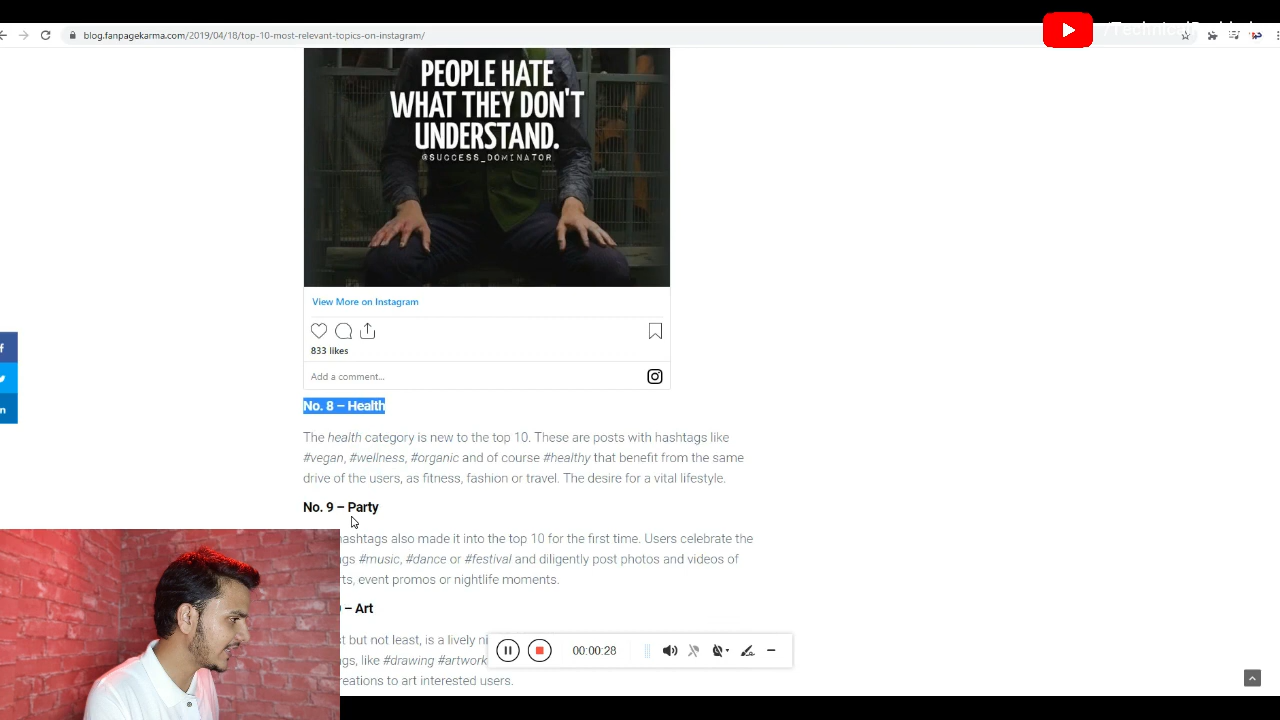 blog.fanpagekarma.com/2019/04/18/top-10-most-relevant-topics-on-instagram/
PEOPLE HATE
WHAT THEY DON'T
UNDERSTAND.
@SUCCESS_DOMINATOR
View More on Instagram
833 likes
Add a comment...
No. 8 – Health
The health category is new to the top 10. These are posts with hashtags like
#vegan, #wellness, #organic and of course #healthy that benefit from the same
drive of the users, as fitness, fashion or travel. The desire for a vital lifestyle.
No. 9 – Party
hashtags also made it into the top 10 for the first time. Users celebrate the
#music, #dance or #festival and diligently post photos and videos of
event promos or nightlife moments.
– Art
but not least, is a lively
like #drawing #artwork
creations to art interested users.
00:00:28